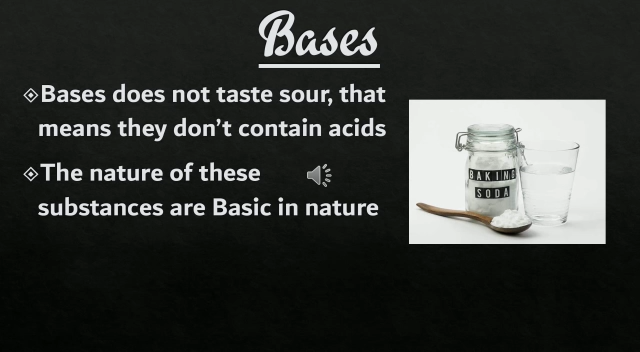 Bases
Bases does not taste sour, that
means they don’t contain acids
The nature of these
substances are Basic in nature
BAKING
SODA